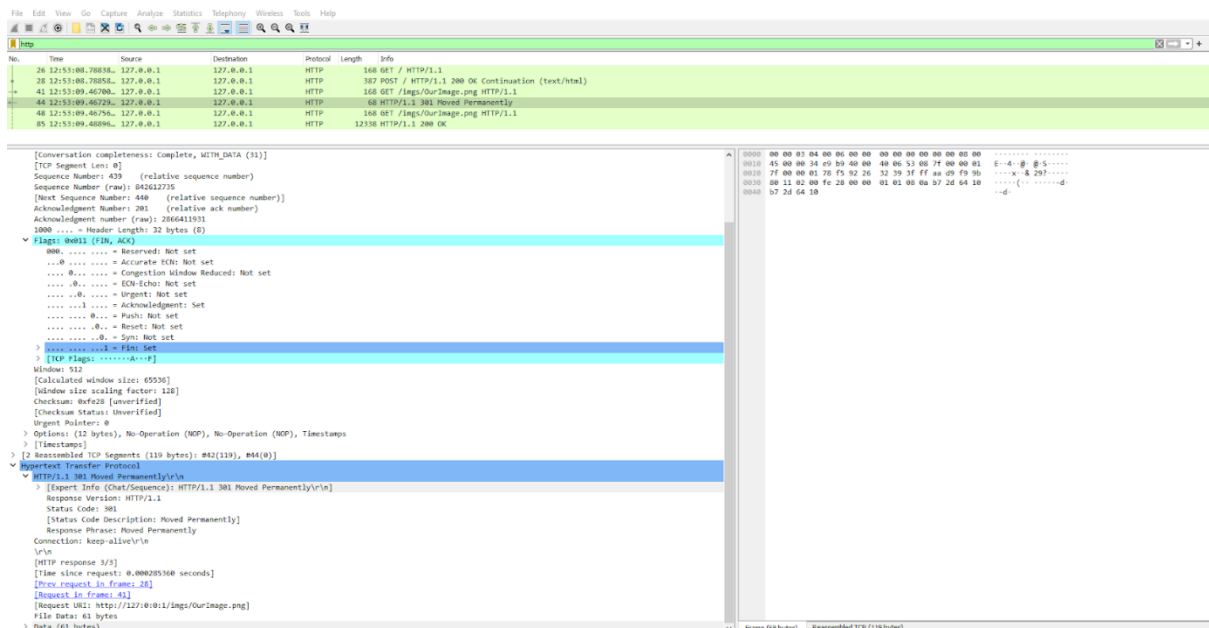 File Edit View Go Capture Analyze Statistics Telephony Wireless Tools Help
http
No. Time Source Destination Protocol Length Info
26 12:53:08.78838… 127.0.0.1 127.0.0.1 HTTP 168 GET / HTTP/1.1
28 12:53:08.78858… 127.0.0.1 127.0.0.1 HTTP 387 POST / HTTP/1.1 200 OK Continuation (text/html)
41 12:53:09.46700… 127.0.0.1 127.0.0.1 HTTP 168 GET /imgs/OurImage.png HTTP/1.1
44 12:53:09.46729… 127.0.0.1 127.0.0.1 HTTP 68 HTTP/1.1 301 Moved Permanently
48 12:53:09.46756… 127.0.0.1 127.0.0.1 HTTP 168 GET /imgs/OurImage.png HTTP/1.1
85 12:53:09.48896… 127.0.0.1 127.0.0.1 HTTP 12338 HTTP/1.1 200 OK
[Conversation completeness: Complete, WITH_DATA (31)]
[TCP Segment Len: 0]
Sequence Number: 439 (relative sequence number)
Sequence Number (raw): 842612735
[Next Sequence Number: 440 (relative sequence number)]
Acknowledgment Number: 201 (relative ack number)
Acknowledgment number (raw): 2866411931
1000 .... = Header Length: 32 bytes (8)
Flags: 0x011 (FIN, ACK)
000. .... .... = Reserved: Not set
...0 .... .... = Accurate ECN: Not set
.... 0... .... = Congestion Window Reduced: Not set
.... .0.. .... = ECN-Echo: Not set
.... ..0. .... = Urgent: Not set
.... ...1 .... = Acknowledgment: Set
.... .... 0... = Push: Not set
.... .... .0.. = Reset: Not set
.... .... ..0. = Syn: Not set
.... .... ...1 = Fin: Set
[TCP Flags: ·······A···F]
Window: 512
[Calculated window size: 65536]
[Window size scaling factor: 128]
Checksum: 0xfe28 [unverified]
[Checksum Status: Unverified]
Urgent Pointer: 0
Options: (12 bytes), No-Operation (NOP), No-Operation (NOP), Timestamps
[Timestamps]
[2 Reassembled TCP Segments (119 bytes): #42(119), #44(0)]
Hypertext Transfer Protocol
HTTP/1.1 301 Moved Permanently\r\n
[Expert Info (Chat/Sequence): HTTP/1.1 301 Moved Permanently\r\n]
Response Version: HTTP/1.1
Status Code: 301
[Status Code Description: Moved Permanently]
Response Phrase: Moved Permanently
Connection: keep-alive\r\n
\r\n
[HTTP response 3/3]
[Time since request: 0.000285360 seconds]
[Prev request in frame: 28]
[Request in frame: 41]
[Request URI: http://127:0:0:1/imgs/OurImage.png]
File Data: 61 bytes
Data (61 bytes)
0000 00 00 03 04 00 06 00 00 00 00 00 00 00 00 08 00 ········ ········
0010 45 00 00 34 e9 b9 40 00 40 06 53 08 7f 00 00 01 E··4··@· @·S·····
0020 7f 00 00 01 78 f5 92 26 32 39 3f ff aa d9 f9 9b ····x··& 29?·····
0030 80 11 02 00 fe 28 00 00 01 01 08 0a b7 2d 64 10 ·····(·· ·····-d·
0040 b7 2d 64 10 ·-d·
Frame (68 bytes) Reassembled TCP (119 bytes)